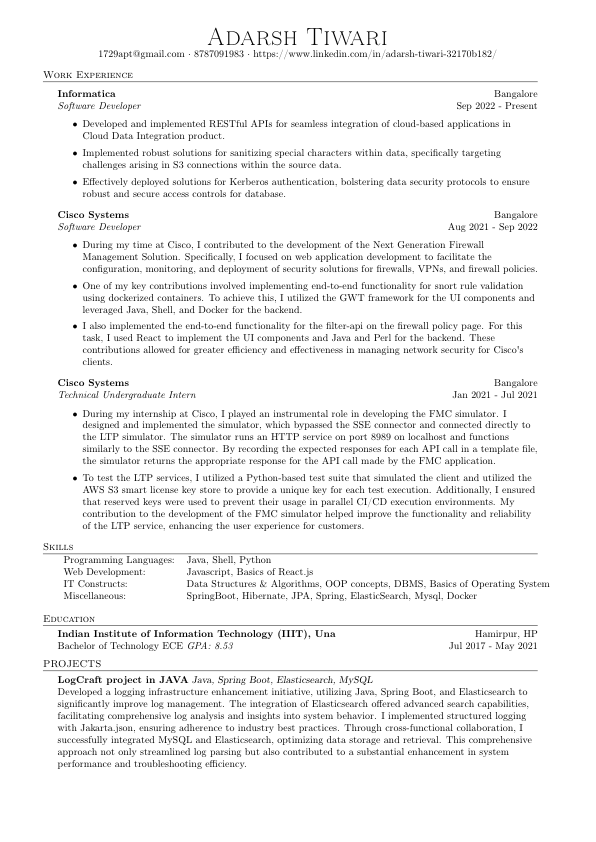 Adarsh Tiwari
1729apt@gmail.com · 8787091983 · https://www.linkedin.com/in/adarsh-tiwari-32170b182/
Work Experience
Informatica Bangalore
Software Developer Sep 2022 - Present
• Developed and implemented RESTful APIs for seamless integration of cloud-based applications in
Cloud Data Integration product.
• Implemented robust solutions for sanitizing special characters within data, specifically targeting
challenges arising in S3 connections within the source data.
• Effectively deployed solutions for Kerberos authentication, bolstering data security protocols to ensure
robust and secure access controls for database.
Cisco Systems Bangalore
Software Developer Aug 2021 - Sep 2022
• During my time at Cisco, I contributed to the development of the Next Generation Firewall
Management Solution. Specifically, I focused on web application development to facilitate the
configuration, monitoring, and deployment of security solutions for firewalls, VPNs, and firewall policies.
• One of my key contributions involved implementing end-to-end functionality for snort rule validation
using dockerized containers. To achieve this, I utilized the GWT framework for the UI components and
leveraged Java, Shell, and Docker for the backend.
• I also implemented the end-to-end functionality for the filter-api on the firewall policy page. For this
task, I used React to implement the UI components and Java and Perl for the backend. These
contributions allowed for greater efficiency and effectiveness in managing network security for Cisco's
clients.
Cisco Systems Bangalore
Technical Undergraduate Intern Jan 2021 - Jul 2021
• During my internship at Cisco, I played an instrumental role in developing the FMC simulator. I
designed and implemented the simulator, which bypassed the SSE connector and connected directly to
the LTP simulator. The simulator runs an HTTP service on port 8989 on localhost and functions
similarly to the SSE connector. By recording the expected responses for each API call in a template file,
the simulator returns the appropriate response for the API call made by the FMC application.
• To test the LTP services, I utilized a Python-based test suite that simulated the client and utilized the
AWS S3 smart license key store to provide a unique key for each test execution. Additionally, I ensured
that reserved keys were used to prevent their usage in parallel CI/CD execution environments. My
contribution to the development of the FMC simulator helped improve the functionality and reliability
of the LTP service, enhancing the user experience for customers.
Skills
Programming Languages: Java, Shell, Python
Web Development: Javascript, Basics of React.js
IT Constructs: Data Structures & Algorithms, OOP concepts, DBMS, Basics of Operating System
Miscellaneous: SpringBoot, Hibernate, JPA, Spring, ElasticSearch, Mysql, Docker
Education
Indian Institute of Information Technology (IIIT), Una Hamirpur, HP
Bachelor of Technology ECE GPA: 8.53 Jul 2017 - May 2021
PROJECTS
LogCraft project in JAVA Java, Spring Boot, Elasticsearch, MySQL
Developed a logging infrastructure enhancement initiative, utilizing Java, Spring Boot, and Elasticsearch to
significantly improve log management. The integration of Elasticsearch offered advanced search capabilities,
facilitating comprehensive log analysis and insights into system behavior. I implemented structured logging
with Jakarta.json, ensuring adherence to industry best practices. Through cross-functional collaboration, I
successfully integrated MySQL and Elasticsearch, optimizing data storage and retrieval. This comprehensive
approach not only streamlined log parsing but also contributed to a substantial enhancement in system
performance and troubleshooting efficiency.